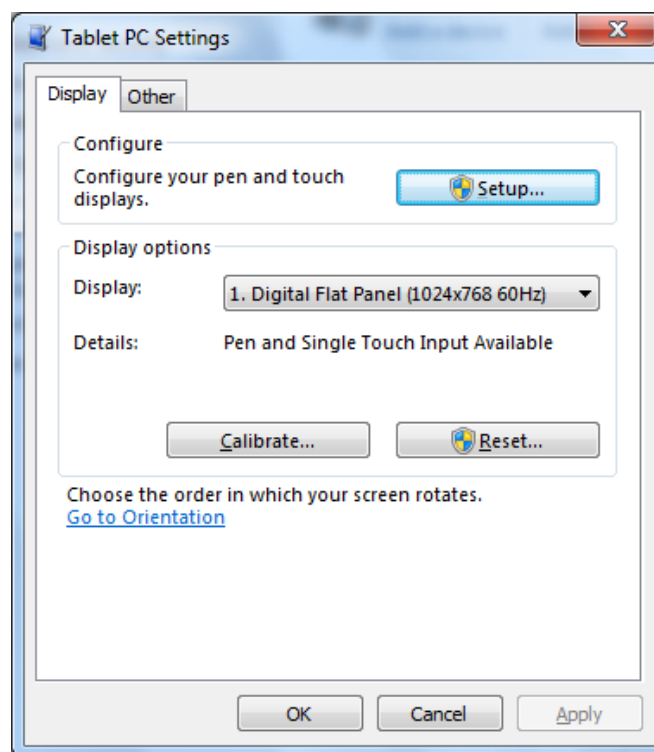 Tablet PC Settings
Display Other
Configure
Configure your pen and touch
displays.
Setup...
Display options
Display: 1. Digital Flat Panel (1024x768 60Hz)
Details: Pen and Single Touch Input Available
Calibrate... Reset...
Choose the order in which your screen rotates.
Go to Orientation
OK Cancel Apply